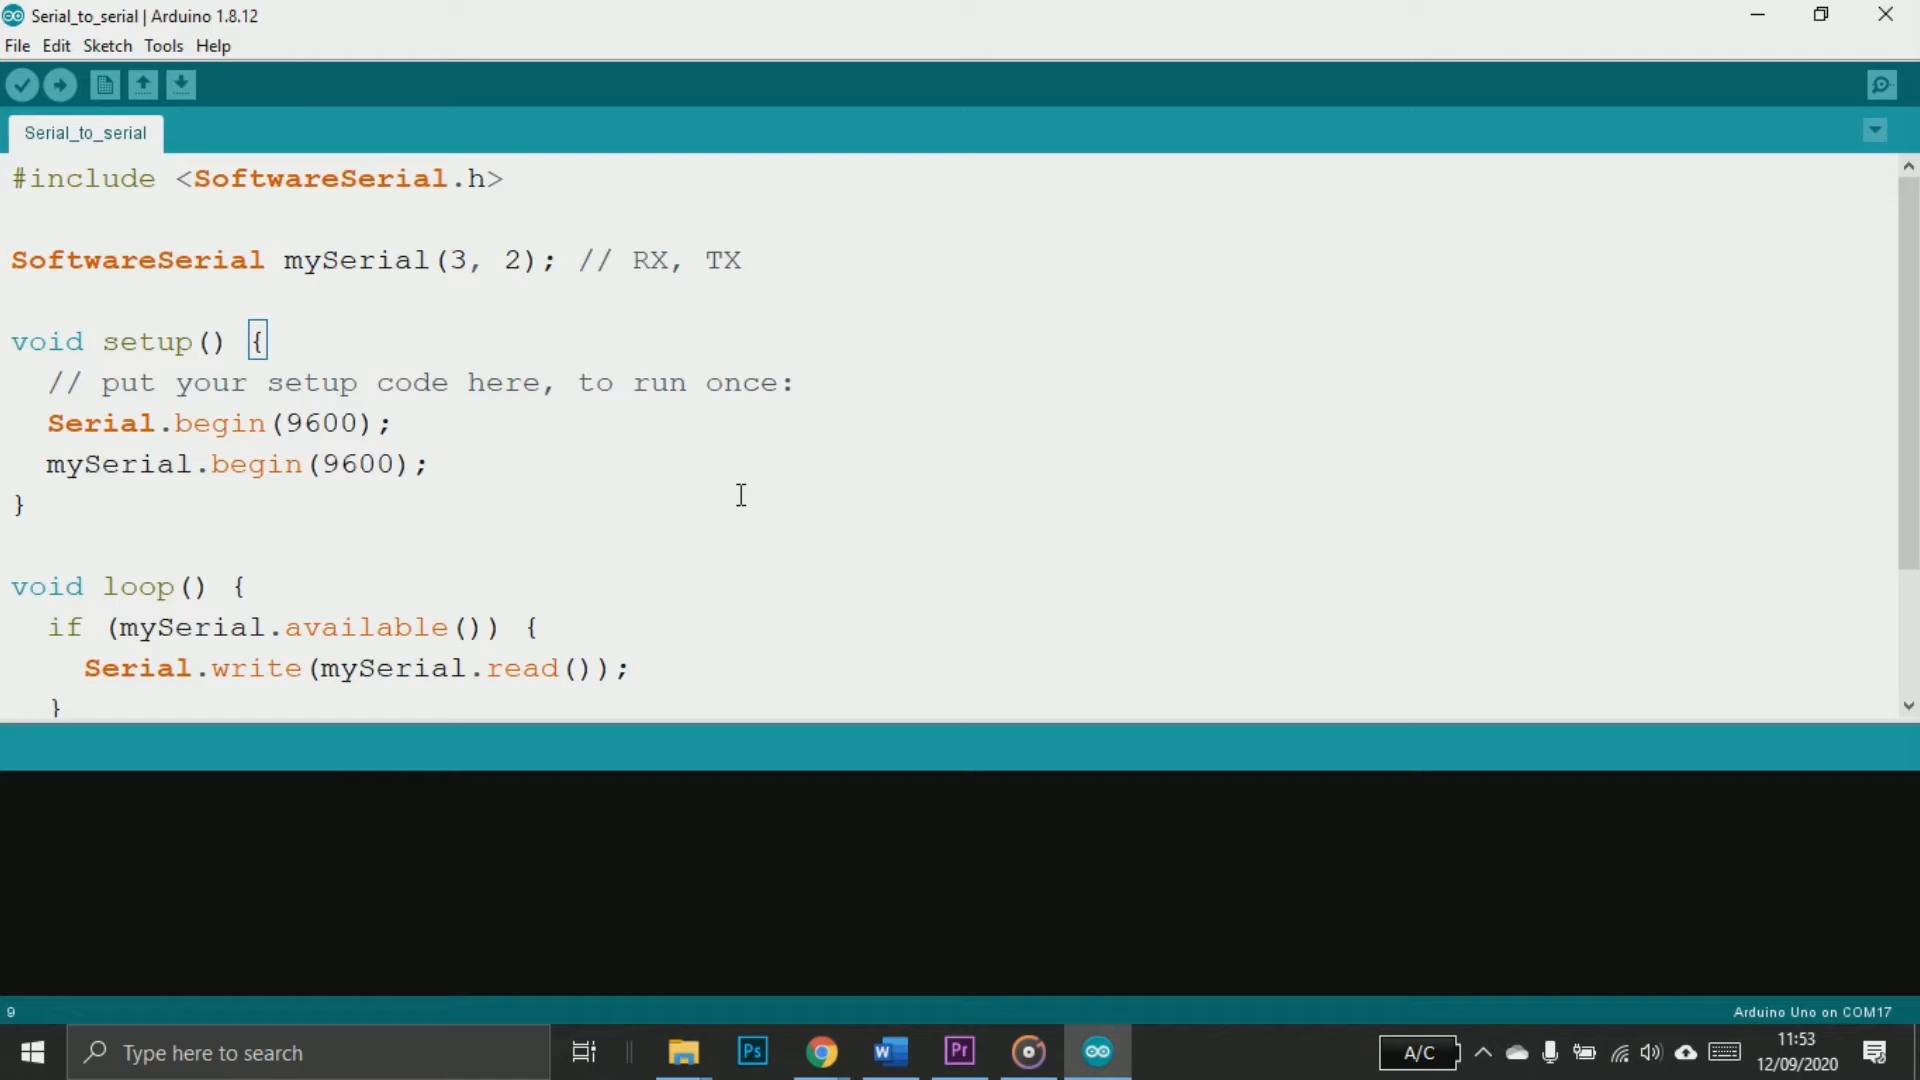 Serial_to_serial | Arduino 1.8.12
File Edit Sketch Tools Help
Serial_to_serial
#include <SoftwareSerial.h>
SoftwareSerial mySerial(3, 2); // RX, TX
void setup() {
// put your setup code here, to run once:
Serial.begin(9600);
mySerial.begin(9600);
}
void loop() {
if (mySerial.available()) {
Serial.write(mySerial.read());
}
9
Arduino Uno on COM17
Type here to search
Ps
W
Pr
A/C
11:53
12/09/2020